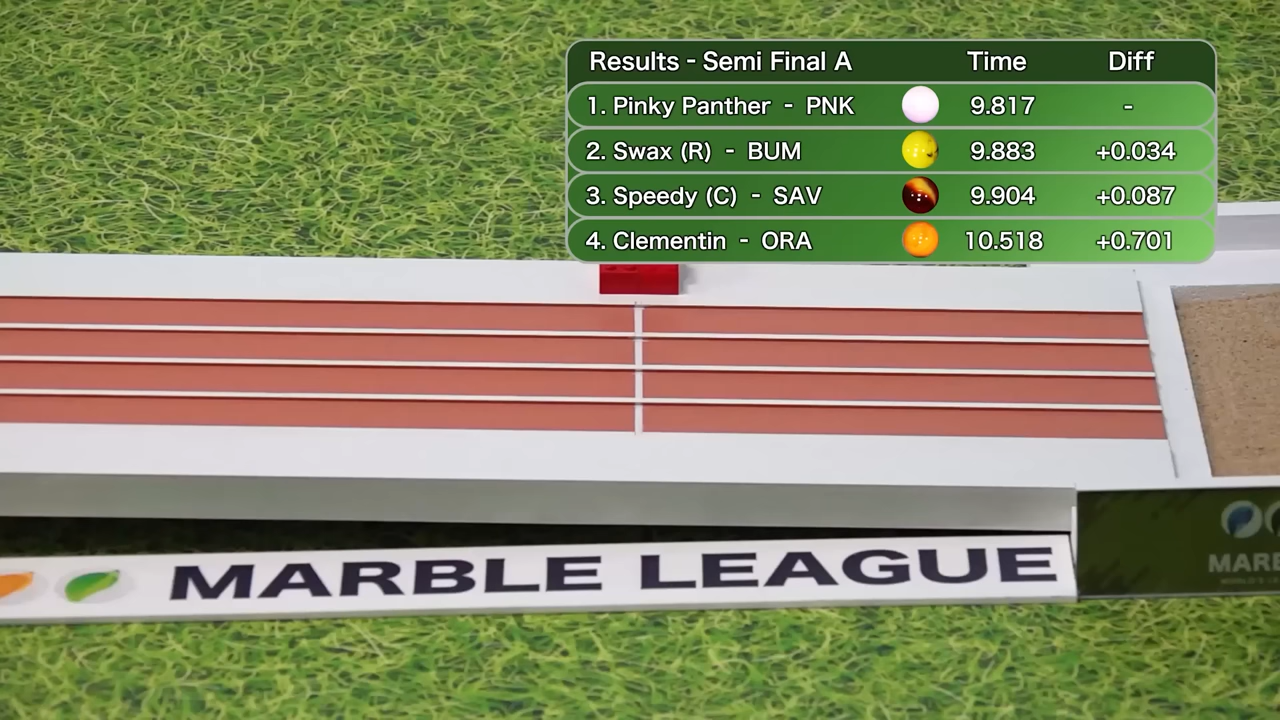 Results - Semi Final A Time Diff
1. Pinky Panther - PNK 9.817 -
2. Swax (R) - BUM 9.883 +0.034
3. Speedy (C) - SAV 9.904 +0.087
4. Clementin - ORA 10.518 +0.701
MARBLE LEAGUE
MARB